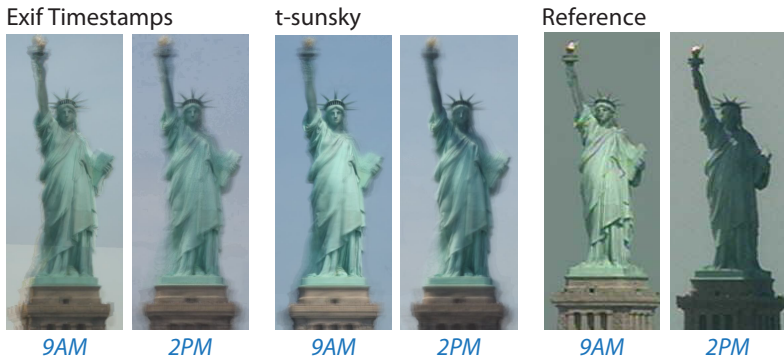 Exif Timestamps
t-sunsky
Reference
9AM
2PM
9AM
2PM
9AM
2PM